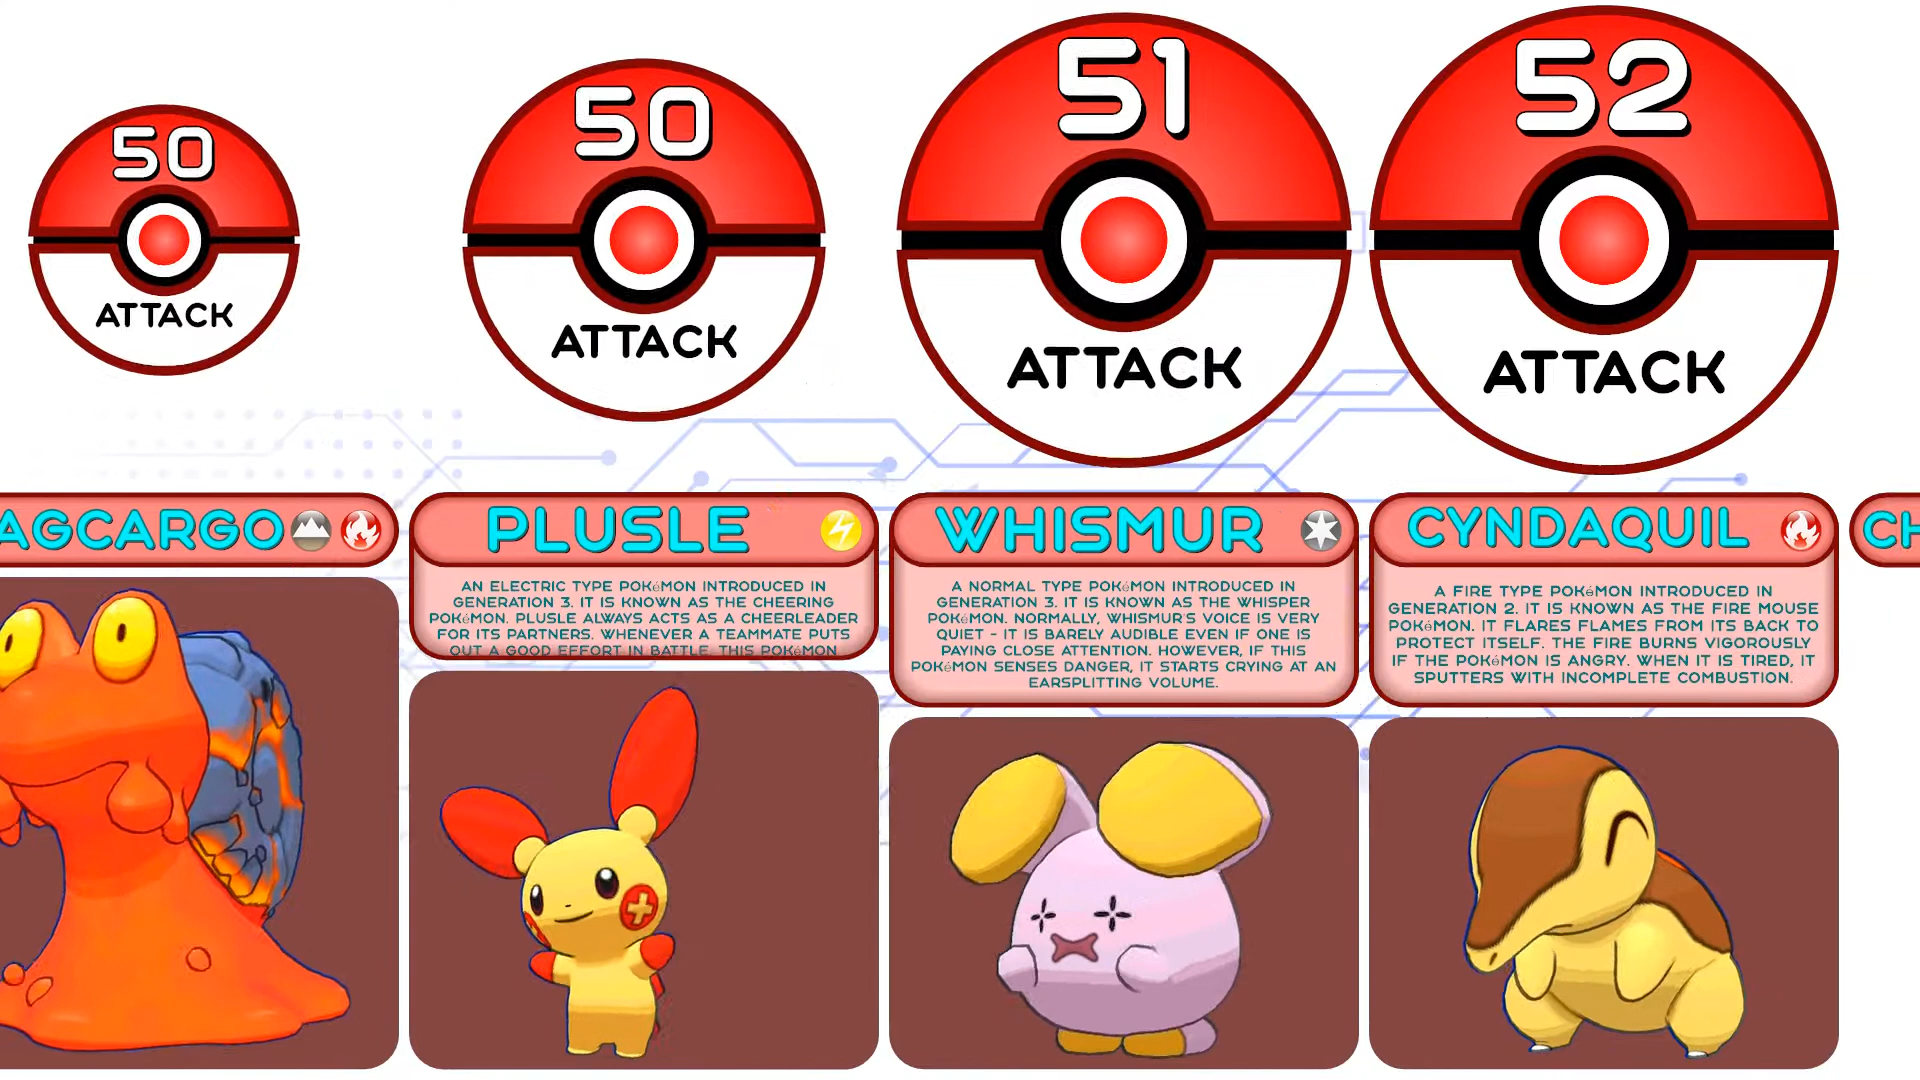 50
ATTACK
50
ATTACK
51
ATTACK
52
ATTACK
AGCARGO
PLUSLE
AN ELECTRIC TYPE POKéMON INTRODUCED IN
GENERATION 3. IT IS KNOWN AS THE CHEERING
POKéMON. PLUSLE ALWAYS ACTS AS A CHEERLEADER
FOR ITS PARTNERS. WHENEVER A TEAMMATE PUTS
OUT A GOOD EFFORT IN BATTLE, THIS POKéMON
WHISMUR
A NORMAL TYPE POKéMON INTRODUCED IN
GENERATION 3. IT IS KNOWN AS THE WHISPER
POKéMON. NORMALLY, WHISMUR'S VOICE IS VERY
QUIET - IT IS BARELY AUDIBLE EVEN IF ONE IS
PAYING CLOSE ATTENTION. HOWEVER, IF THIS
POKéMON SENSES DANGER, IT STARTS CRYING AT AN
EARSPLITTING VOLUME.
CYNDAQUIL
A FIRE TYPE POKéMON INTRODUCED IN
GENERATION 2. IT IS KNOWN AS THE FIRE MOUSE
POKéMON. IT FLARES FLAMES FROM ITS BACK TO
PROTECT ITSELF. THE FIRE BURNS VIGOROUSLY
IF THE POKéMON IS ANGRY. WHEN IT IS TIRED, IT
SPUTTERS WITH INCOMPLETE COMBUSTION.
CH